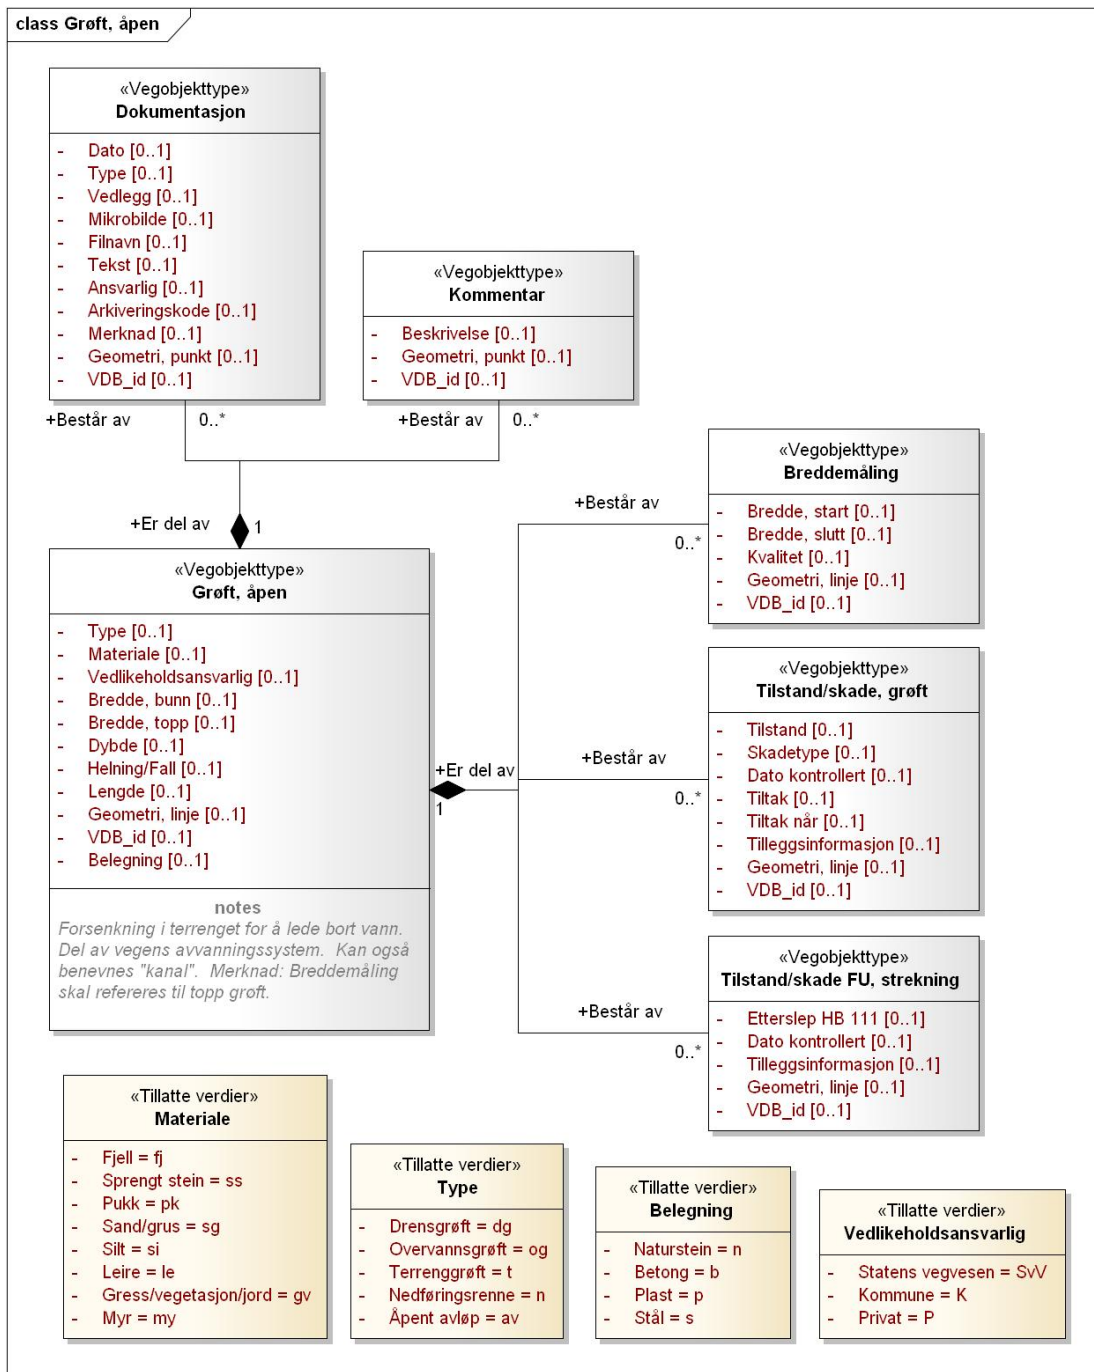 class Grøft, åpen
«Vegobjekttype»
Dokumentasjon
- Dato [0..1]
- Type [0..1]
- Vedlegg [0..1]
- Mikrobilde [0..1]
- Filnavn [0..1]
- Tekst [0..1]
- Ansvarlig [0..1]
- Arkiveringskode [0..1]
- Merknad [0..1]
- Geometri, punkt [0..1]
- VDB_id [0..1]
+Består av
0..*
«Vegobjekttype»
Kommentar
- Beskrivelse [0..1]
- Geometri, punkt [0..1]
- VDB_id [0..1]
+Består av
0..*
+Er del av
1
«Vegobjekttype»
Grøft, åpen
- Type [0..1]
- Materiale [0..1]
- Vedlikeholdsansvarlig [0..1]
- Bredde, bunn [0..1]
- Bredde, topp [0..1]
- Dybde [0..1]
- Helning/Fall [0..1]
- Lengde [0..1]
- Geometri, linje [0..1]
- VDB_id [0..1]
- Belegning [0..1]
notes
Forsenkning i terrenget for å lede bort vann.
Del av vegens avvanningssystem.  Kan også
benevnes "kanal".  Merknad: Breddemåling
skal refereres til topp grøft.
+Er del av
1
+Består av
0..*
«Vegobjekttype»
Breddemåling
- Bredde, start [0..1]
- Bredde, slutt [0..1]
- Kvalitet [0..1]
- Geometri, linje [0..1]
- VDB_id [0..1]
+Består av
0..*
«Vegobjekttype»
Tilstand/skade, grøft
- Tilstand [0..1]
- Skadetype [0..1]
- Dato kontrollert [0..1]
- Tiltak [0..1]
- Tiltak når [0..1]
- Tilleggsinformasjon [0..1]
- Geometri, linje [0..1]
- VDB_id [0..1]
+Består av
0..*
«Vegobjekttype»
Tilstand/skade FU, strekning
- Etterslep HB 111 [0..1]
- Dato kontrollert [0..1]
- Tilleggsinformasjon [0..1]
- Geometri, linje [0..1]
- VDB_id [0..1]
«Tillatte verdier»
Materiale
- Fjell = fj
- Sprengt stein = ss
- Pukk = pk
- Sand/grus = sg
- Silt = si
- Leire = le
- Gress/vegetasjon/jord = gv
- Myr = my
«Tillatte verdier»
Type
- Drensgrøft = dg
- Overvannsgrøft = og
- Terrenggrøft = t
- Nedføringsrenne = n
- Åpent avløp = av
«Tillatte verdier»
Belegning
- Naturstein = n
- Betong = b
- Plast = p
- Stål = s
«Tillatte verdier»
Vedlikeholdsansvarlig
- Statens vegvesen = SvV
- Kommune = K
- Privat = P